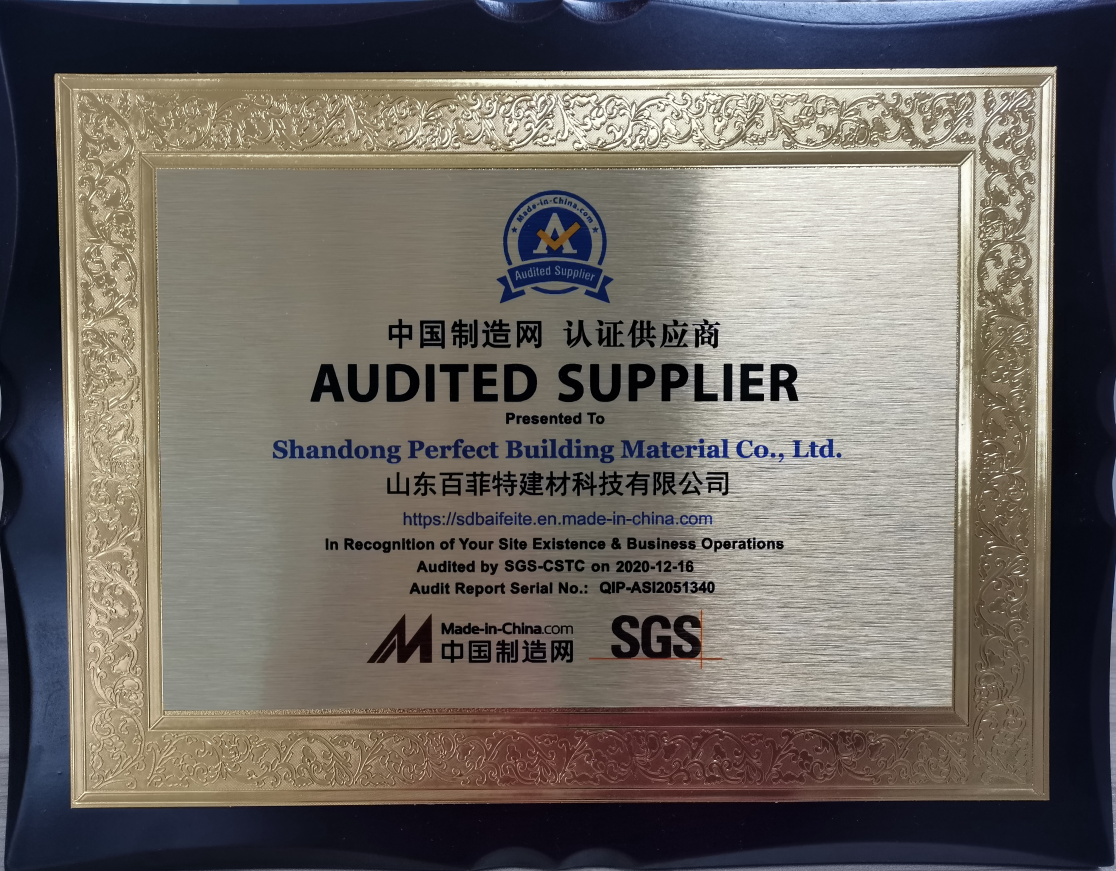 Made-in-China.com
A
Audited Supplier
中国制造网 认证供应商
AUDITED SUPPLIER
Presented To
Shandong Perfect Building Material Co., Ltd.
山东百菲特建材科技有限公司
https://sdbaifeite.en.made-in-china.com
In Recognition of Your Site Existence & Business Operations
Audited by SGS-CSTC on 2020-12-16
Audit Report Serial No.: QIP-ASI2051340
Made-in-China.com
中国制造网
SGS